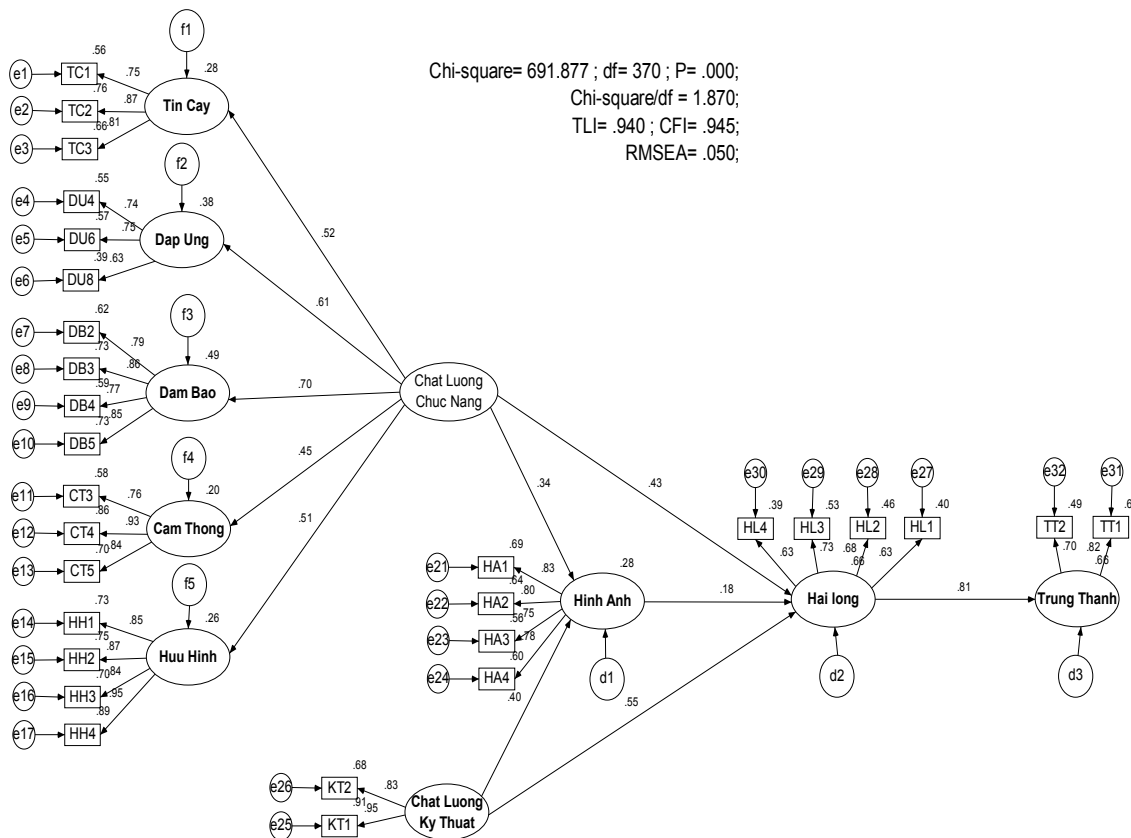 Chi-square= 691.877 ; df= 370 ; P= .000;
Chi-square/df = 1.870;
TLI= .940 ; CFI= .945;
RMSEA= .050;
f1
.28
Tin Cay
e1
TC1
.56
.75
e2
TC2
.76
.87
e3
TC3
.66
.81
f2
.38
Dap Ung
e4
DU4
.55
.74
e5
DU6
.57
.75
e6
DU8
.39
.63
f3
.49
Dam Bao
e7
DB2
.62
.79
e8
DB3
.73
.86
e9
DB4
.59
.77
e10
DB5
.73
.85
f4
.20
Cam Thong
e11
CT3
.58
.76
e12
CT4
.86
.93
e13
CT5
.70
.84
f5
.26
Huu Hinh
e14
HH1
.73
.85
e15
HH2
.75
.87
e16
HH3
.70
.84
e17
HH4
.89
.95
.52
.61
.70
.45
.51
Chat Luong
Chuc Nang
.34
.43
e21
HA1
.69
.83
e22
HA2
.64
.80
e23
HA3
.56
.75
e24
HA4
.60
.78
.28
Hinh Anh
d1
.40
.18
.55
e26
KT2
.68
.83
e25
KT1
.91
.95
Chat Luong
Ky Thuat
e30
.39
HL4
.63
e29
.53
HL3
.73
e28
.46
HL2
.68
e27
.40
HL1
.63
.66
Hai long
d2
.81
e32
.49
TT2
.70
e31
TT1
.82
.66
Trung Thanh
d3